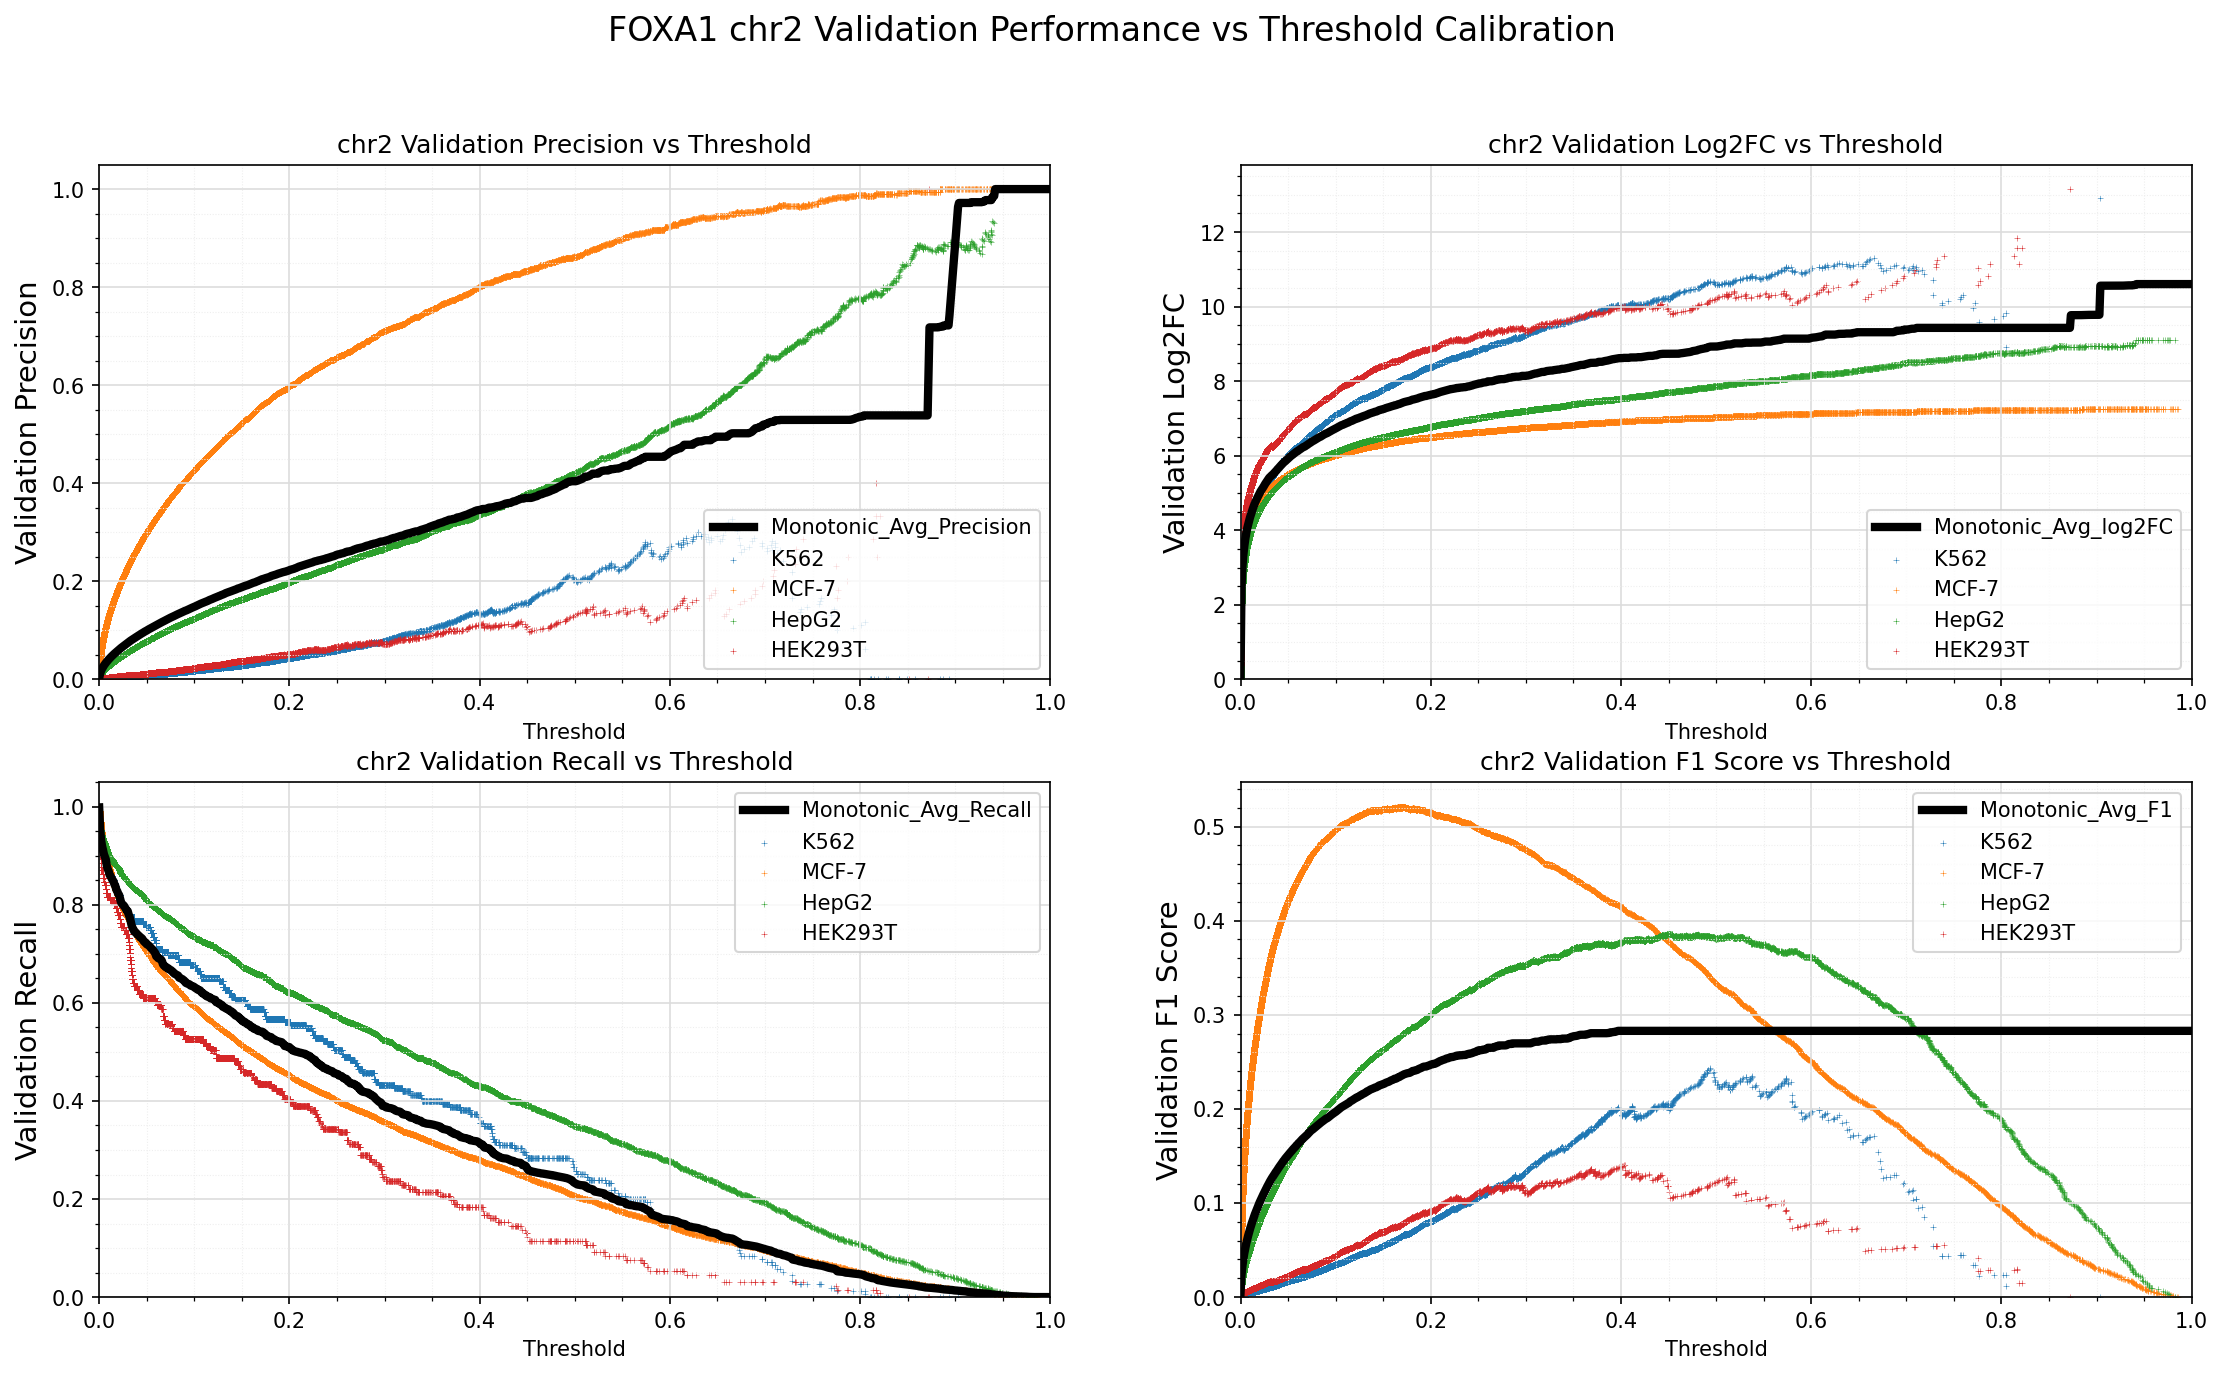 FOXA1 chr2 Validation Performance vs Threshold Calibration
chr2 Validation Precision vs Threshold
Validation Precision
1.0
0.8
0.6
0.4
0.2
0.0
Monotonic_Avg_Precision
K562
MCF-7
HepG2
HEK293T
0.0 0.2 0.4 0.6 0.8 1.0
Threshold
chr2 Validation Log2FC vs Threshold
Validation Log2FC
12
10
8
6
4
2
0
Monotonic_Avg_log2FC
K562
MCF-7
HepG2
HEK293T
0.0 0.2 0.4 0.6 0.8 1.0
Threshold
chr2 Validation Recall vs Threshold
Validation Recall
1.0
0.8
0.6
0.4
0.2
0.0
Monotonic_Avg_Recall
K562
MCF-7
HepG2
HEK293T
0.0 0.2 0.4 0.6 0.8 1.0
Threshold
chr2 Validation F1 Score vs Threshold
Validation F1 Score
0.5
0.4
0.3
0.2
0.1
0.0
Monotonic_Avg_F1
K562
MCF-7
HepG2
HEK293T
0.0 0.2 0.4 0.6 0.8 1.0
Threshold